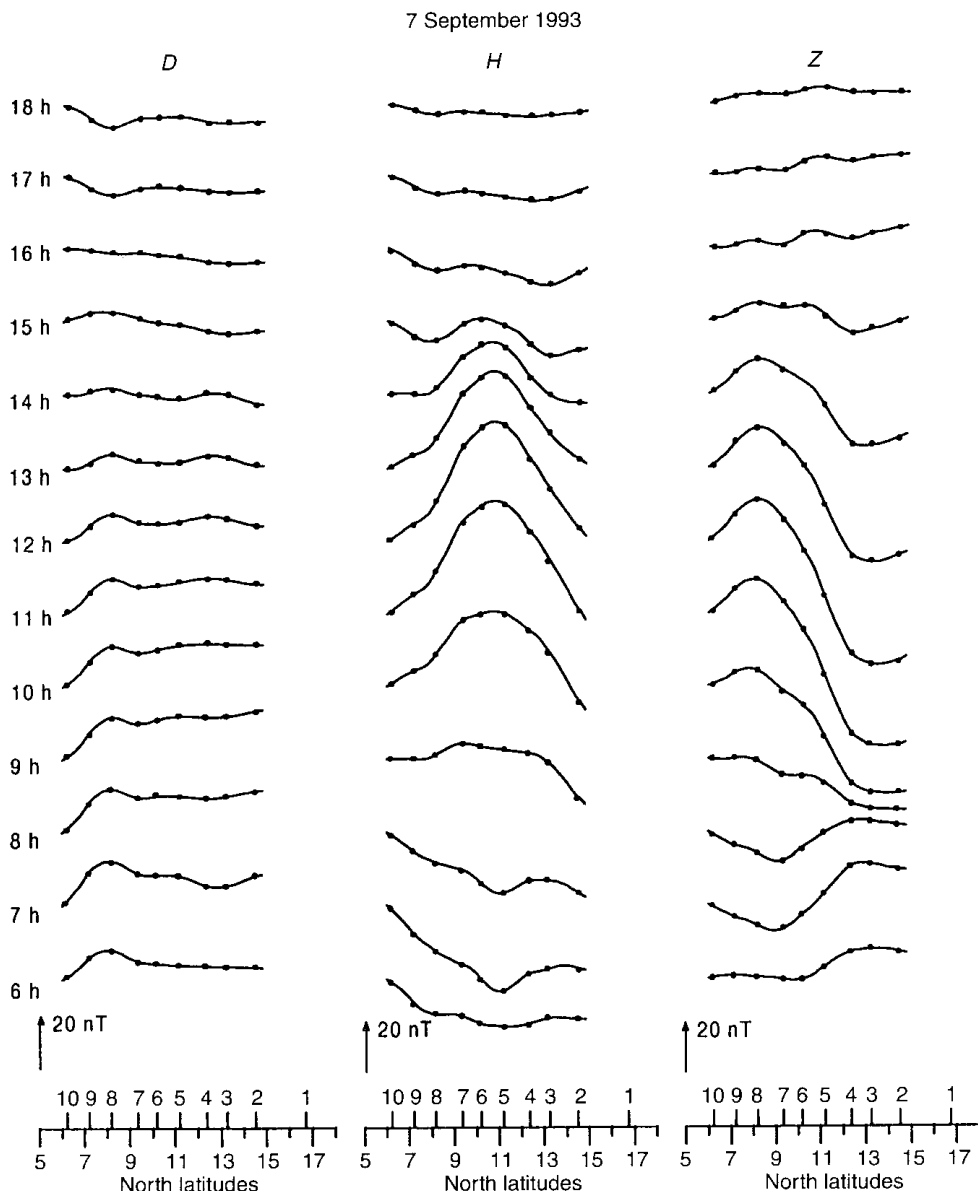 7 September 1993
D H Z
18 h
17 h
16 h
15 h
14 h
13 h
12 h
11 h
10 h
9 h
8 h
7 h
6 h
20 nT 20 nT 20 nT
10 9 8 7 6 5 4 3 2 1 10 9 8 7 6 5 4 3 2 1 10 9 8 7 6 5 4 3 2 1
5 7 9 11 13 15 17 5 7 9 11 13 15 17 5 7 9 11 13 15 17
North latitudes North latitudes North latitudes